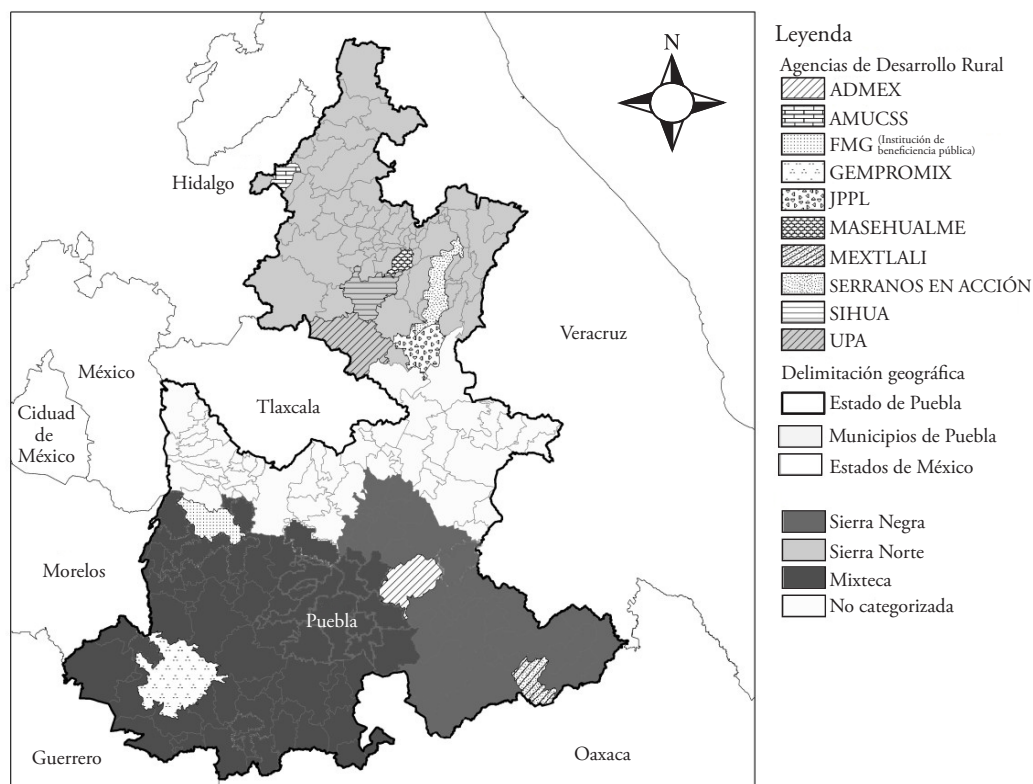 N
Hidalgo
Veracruz
México
Tlaxcala
Ciduad
de
México
Morelos
Puebla
Guerrero
Oaxaca
Leyenda
Agencias de Desarrollo Rural
ADMEX
AMUCSS
FMG (Institución de
beneficiencia pública)
GEMPROMIX
JPPL
MASEHUALME
MEXTLALI
SERRANOS EN ACCIÓN
SIHUA
UPA
Delimitación geográfica
Estado de Puebla
Municipios de Puebla
Estados de México
Sierra Negra
Sierra Norte
Mixteca
No categorizada